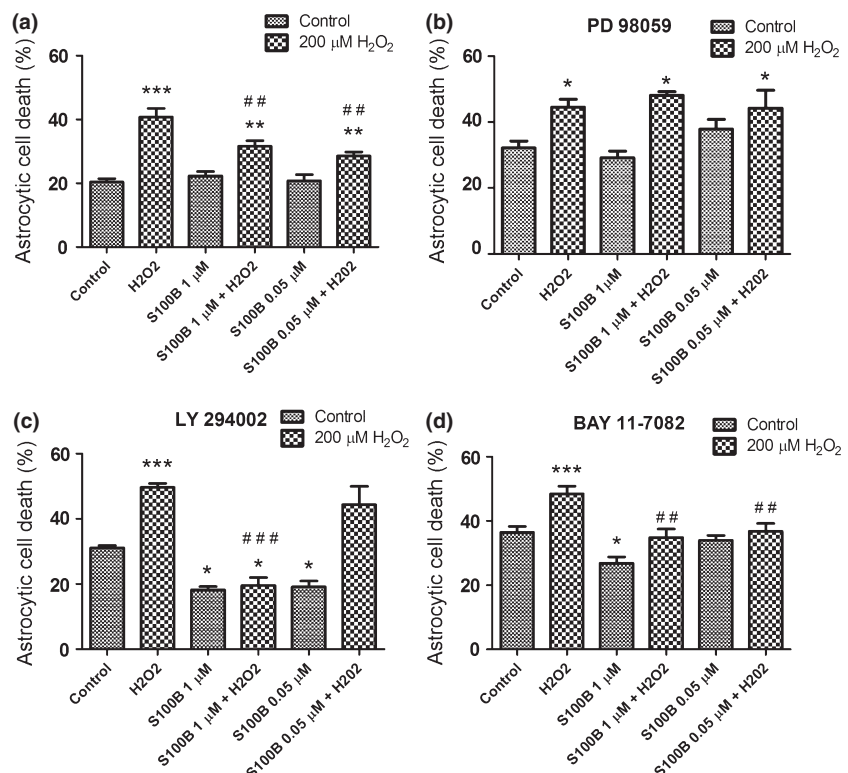 (a)
Control
200 μM H₂O₂
Astrocytic cell death (%)
60
40
20
0
***
##
**
##
**
Control
H2O2
S100B 1 μM
S100B 1 μM + H2O2
S100B 0.05 μM
S100B 0.05 μM + H202
(b)
PD 98059
Control
200 μM H₂O₂
Astrocytic cell death (%)
60
40
20
0
*
*
*
Control
H2O2
S100B 1 μM
S100B 1 μM + H2O2
S100B 0.05 μM
S100B 0.05 μM + H202
(c)
LY 294002
Control
200 μM H₂O₂
Astrocytic cell death (%)
60
40
20
0
***
*
###
*
*
Control
H2O2
S100B 1 μM
S100B 1 μM + H2O2
S100B 0.05 μM
S100B 0.05 μM + H202
(d)
BAY 11-7082
Control
200 μM H₂O₂
Astrocytic cell death (%)
60
40
20
0
***
*
##
##
Control
H2O2
S100B 1 μM
S100B 1 μM + H2O2
S100B 0.05 μM
S100B 0.05 μM + H202